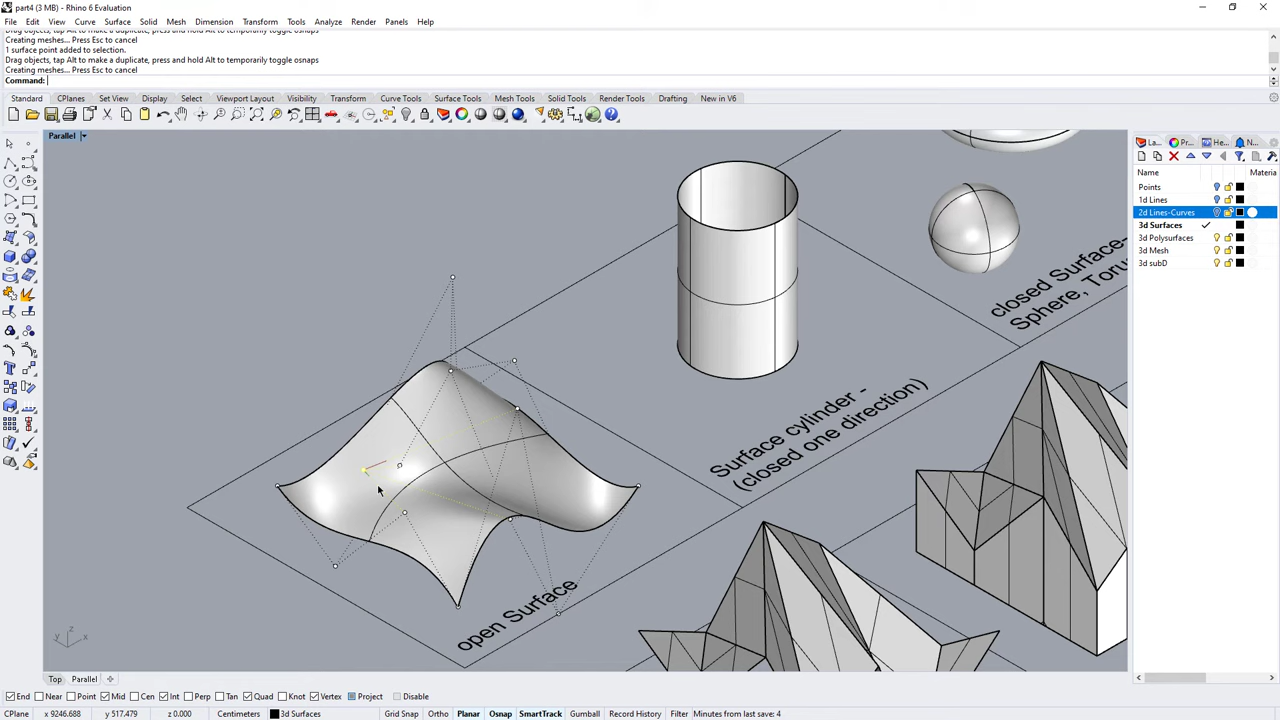 part4 (3 MB) - Rhino 6 Evaluation
File Edit View Curve Surface Solid Mesh Dimension Transform Tools Analyze Render Panels Help
Drag objects, tap Alt to make a duplicate, press and hold Alt to temporarily toggle osnaps
Creating meshes... Press Esc to cancel
1 surface point added to selection.
Drag objects, tap Alt to make a duplicate, press and hold Alt to temporarily toggle osnaps
Creating meshes... Press Esc to cancel
Command:
Standard CPlanes Set View Display Select Viewport Layout Visibility Transform Curve Tools Surface Tools Mesh Tools Solid Tools Render Tools Drafting New in V6
Parallel
La... Pr... He... N...
Name Materia
Points
1d Lines
2d Lines-Curves
3d Surfaces
3d Polysurfaces
3d Mesh
3d subD
closed Surface-
Sphere, Toru
Surface cylinder -
(closed one direction)
open Surface
z
y x
Top Parallel
End Near Point Mid Cen Int Perp Tan Quad Knot Vertex Project Disable
CPlane x 9246.688 y 517.479 z 0.000 Centimeters 3d Surfaces Grid Snap Ortho Planar Osnap SmartTrack Gumball Record History Filter Minutes from last save: 4